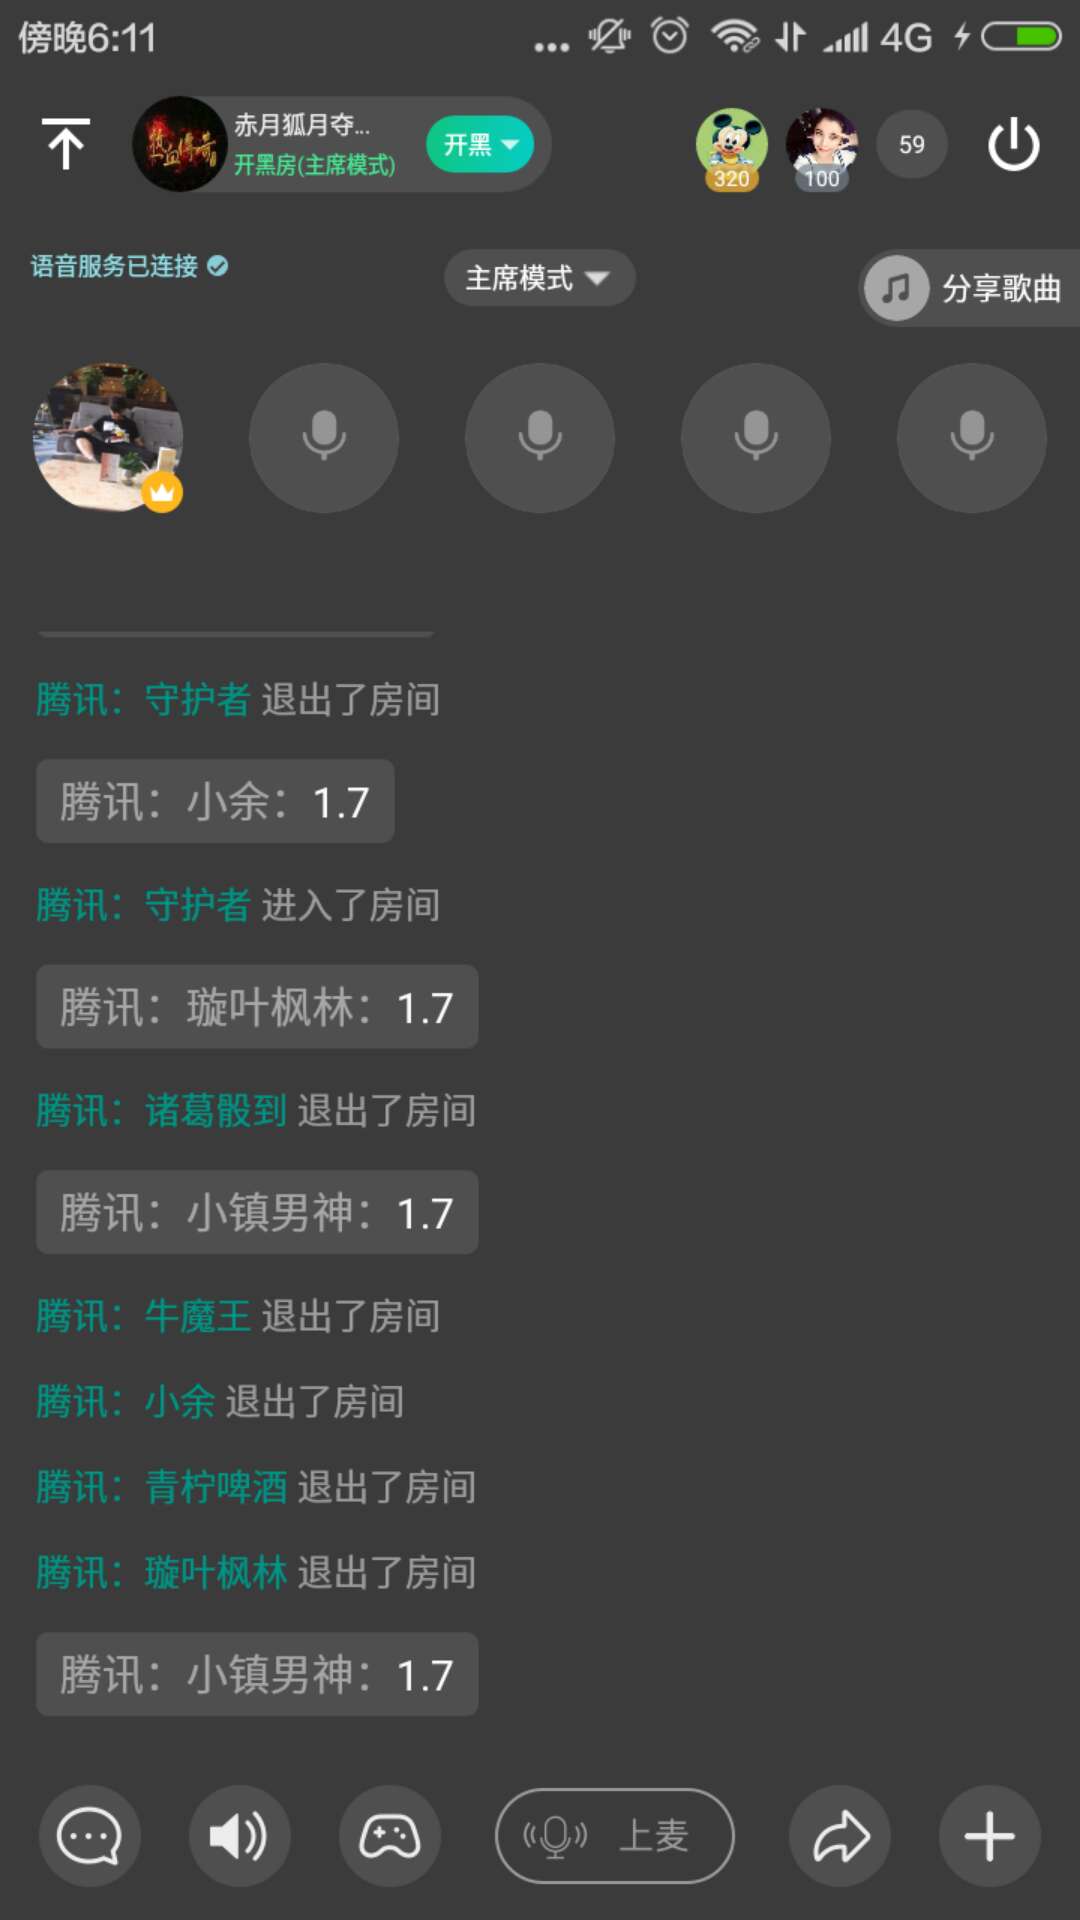 傍晚6:11
4G
赤月狐月夺...
开黑房(主席模式)
开黑
320
100
59
语音服务已连接
主席模式
分享歌曲
腾讯：守护者 退出了房间
腾讯：小余：1.7
腾讯：守护者 进入了房间
腾讯：璇叶枫林：1.7
腾讯：诸葛骰到 退出了房间
腾讯：小镇男神：1.7
腾讯：牛魔王 退出了房间
腾讯：小余 退出了房间
腾讯：青柠啤酒 退出了房间
腾讯：璇叶枫林 退出了房间
腾讯：小镇男神：1.7
上麦